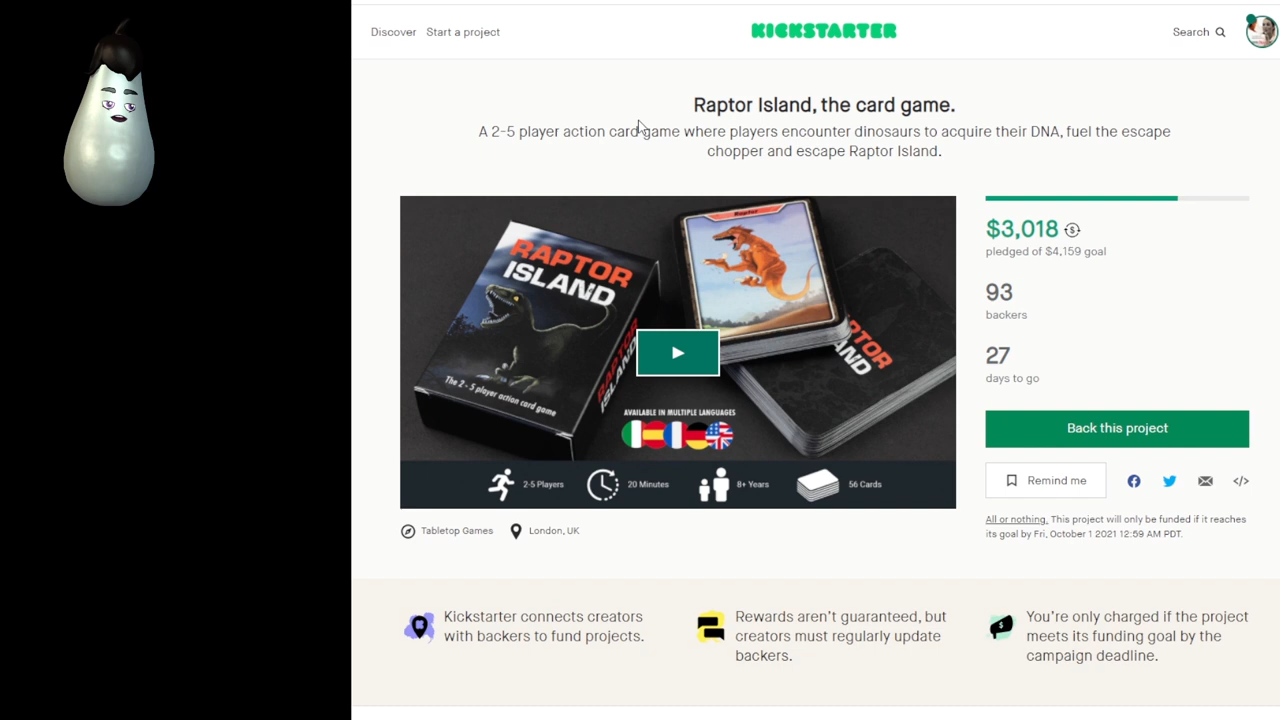 Discover Start a project
KICKSTARTER
Search
Raptor Island, the card game.
A 2-5 player action card game where players encounter dinosaurs to acquire their DNA, fuel the escape
chopper and escape Raptor Island.
RAPTOR
ISLAND
The 2 - 5 player action card game
RAPTOR
ISLAND
Raptor
RAPTOR
AVAILABLE IN MULTIPLE LANGUAGES
2-5 Players
20 Minutes
8+ Years
56 Cards
$3,018
pledged of $4,159 goal
93
backers
27
days to go
Back this project
Remind me
All or nothing. This project will only be funded if it reaches
its goal by Fri, October 1 2021 12:59 AM PDT.
Tabletop Games
London, UK
Kickstarter connects creators
with backers to fund projects.
Rewards aren't guaranteed, but
creators must regularly update
backers.
You're only charged if the project
meets its funding goal by the
campaign deadline.